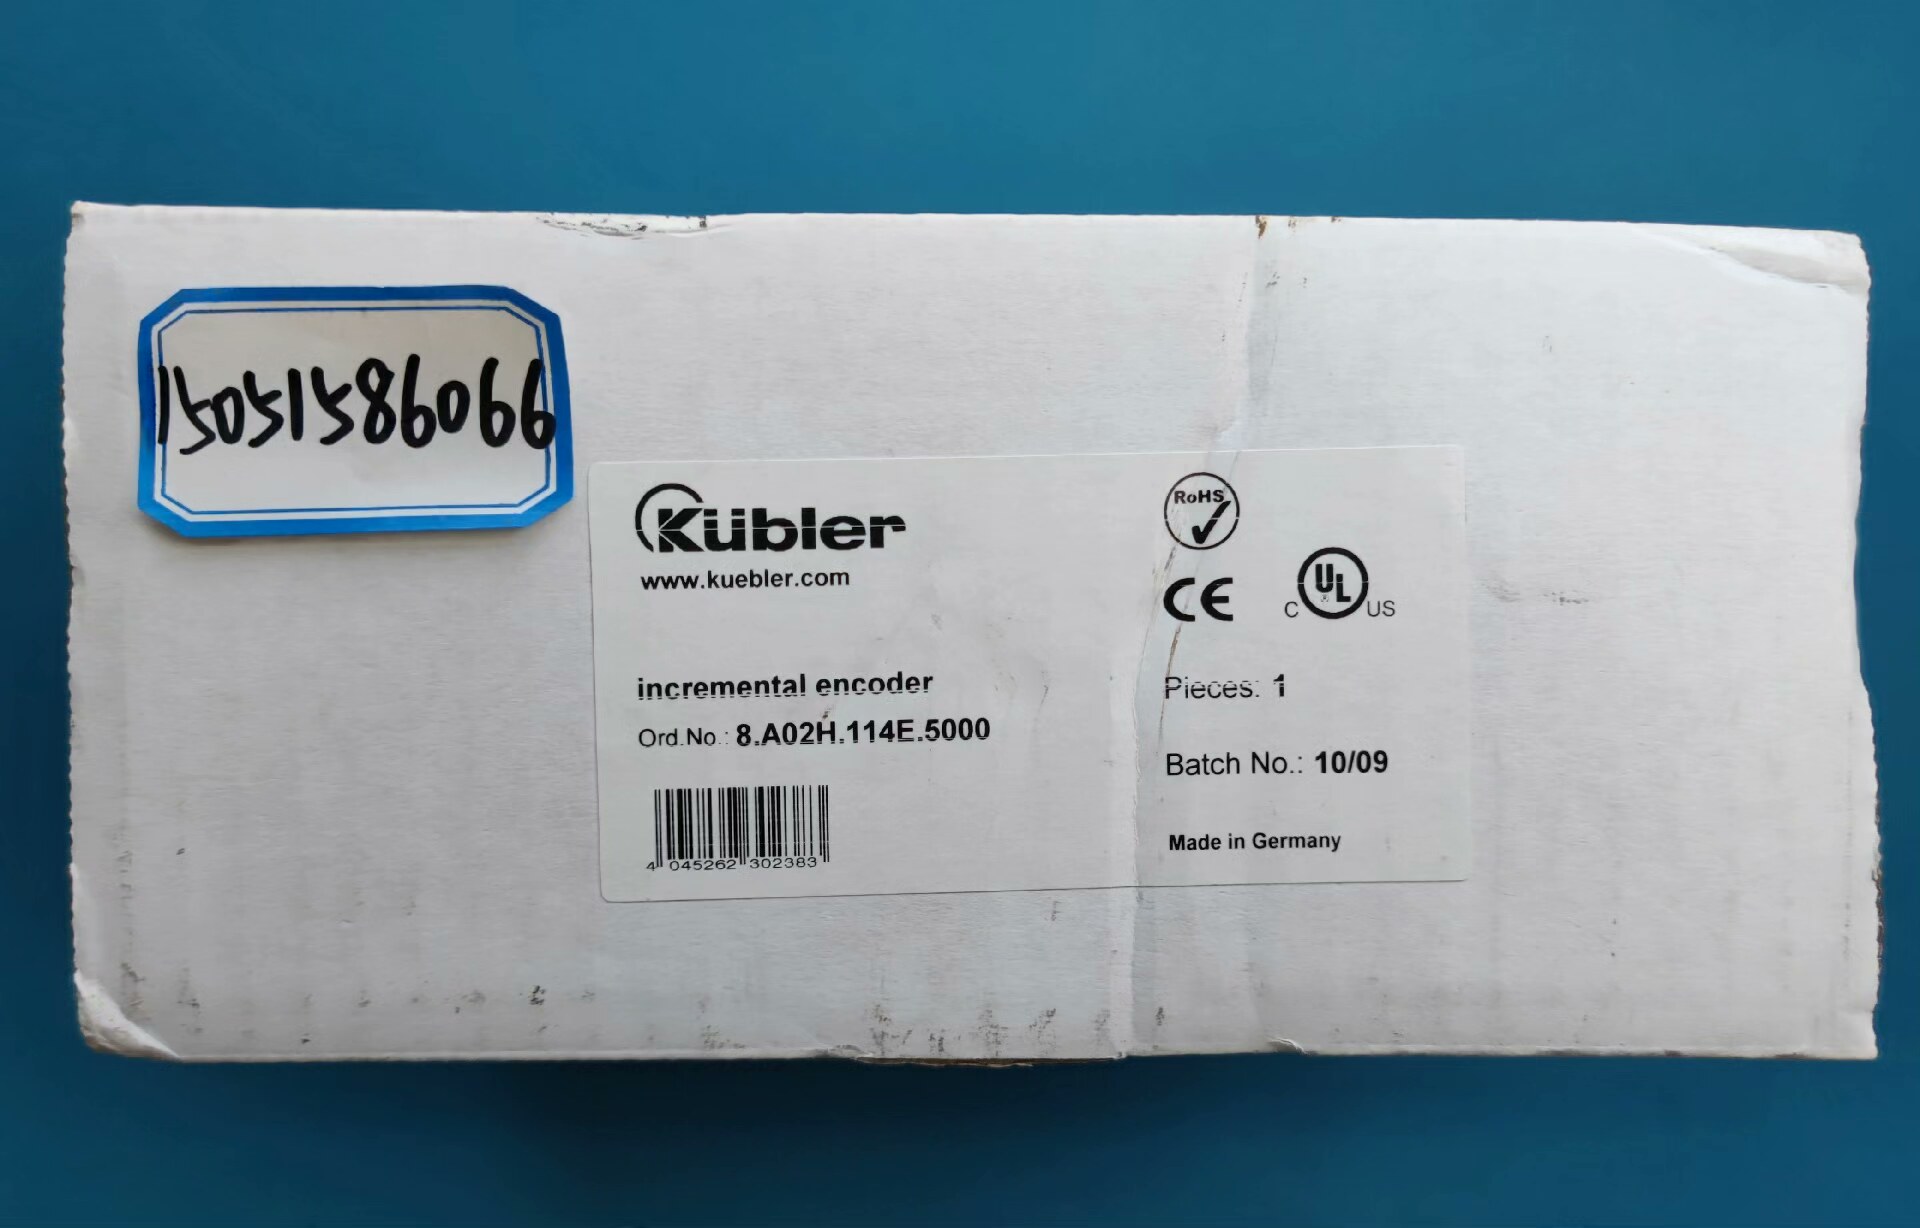 15051586066
Kübler
www.kuebler.com
RoHS
CE
C UL ® US
incremental encoder
Pieces: 1
Ord.No.: 8.A02H.114E.5000
Batch No.: 10/09
Made in Germany
4 045262 302383